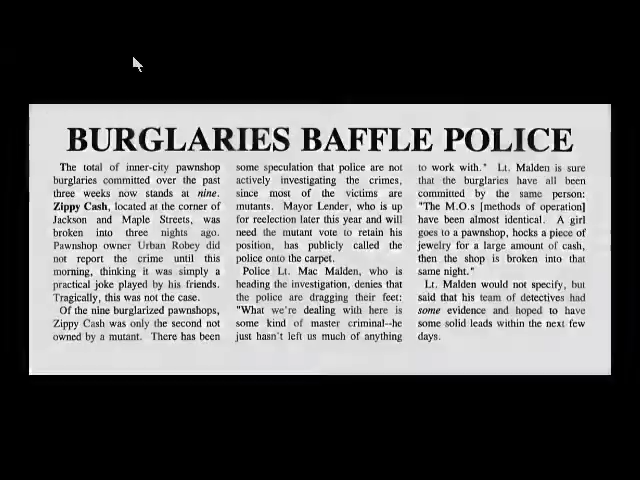 BURGLARIES BAFFLE POLICE
The total of inner-city pawnshop
burglaries committed over the past
three weeks now stands at nine.
Zippy Cash, located at the corner of
Jackson and Maple Streets, was
broken into three nights ago.
Pawnshop owner Urban Robey did
not report the crime until this
morning, thinking it was simply a
practical joke played by his friends.
Tragically, this was not the case.
Of the nine burglarized pawnshops,
Zippy Cash was only the second not
owned by a mutant. There has been
some speculation that police are not
actively investigating the crimes,
since most of the victims are
mutants. Mayor Lender, who is up
for reelection later this year and will
need the mutant vote to retain his
position, has publicly called the
police onto the carpet.
Police Lt. Mac Malden, who is
heading the investigation, denies that
the police are dragging their feet:
"What we're dealing with here is
some kind of master criminal--he
just hasn't left us much of anything
to work with." Lt. Malden is sure
that the burglaries have all been
committed by the same person:
"The M.O.s [methods of operation]
have been almost identical. A girl
goes to a pawnshop, hocks a piece of
jewelry for a large amount of cash,
then the shop is broken into that
same night."
Lt. Malden would not specify, but
said that his team of detectives had
some evidence and hoped to have
some solid leads within the next few
days.